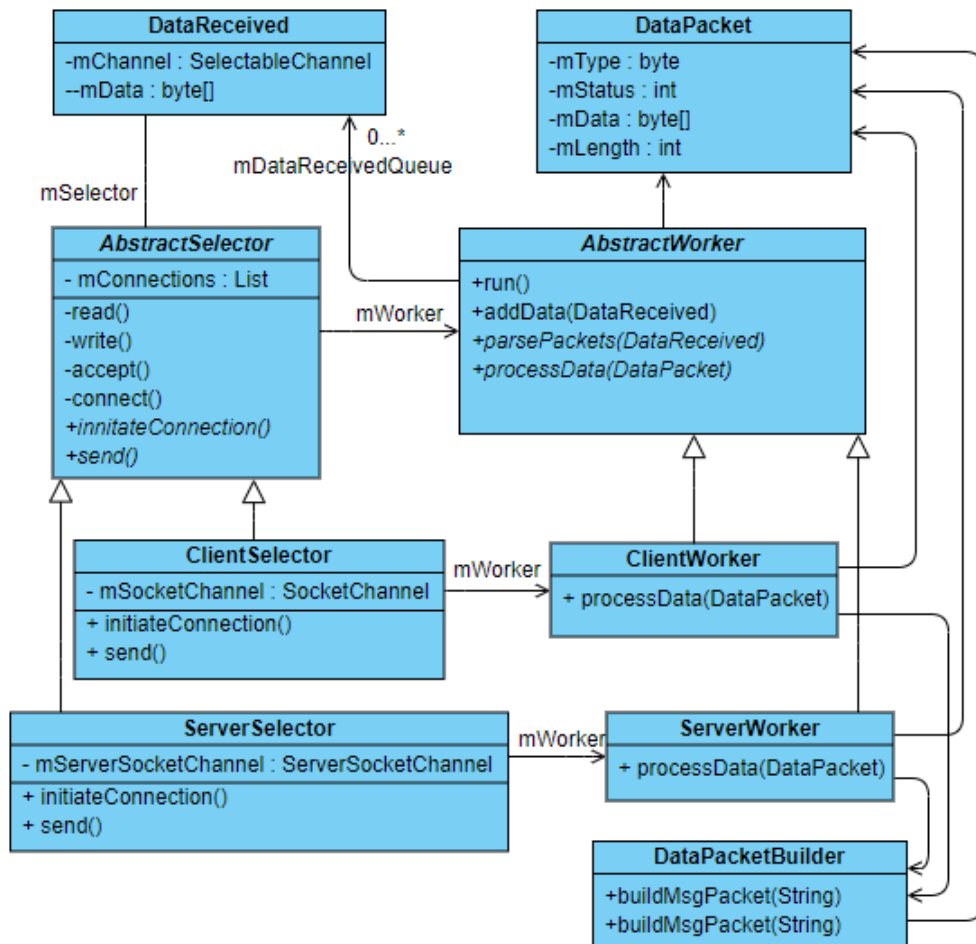 DataReceived
-mChannel : SelectableChannel
--mData : byte[]
DataPacket
-mType : byte
-mStatus : int
-mData : byte[]
-mLength : int
0...*
mDataReceivedQueue
mSelector
AbstractSelector
- mConnections : List
-read()
-write()
-accept()
-connect()
+innitateConnection()
+send()
mWorker
AbstractWorker
+run()
+addData(DataReceived)
+parsePackets(DataReceived)
+processData(DataPacket)
ClientSelector
- mSocketChannel : SocketChannel
+ initiateConnection()
+ send()
mWorker
ClientWorker
+ processData(DataPacket)
ServerSelector
- mServerSocketChannel : ServerSocketChannel
+ initiateConnection()
+ send()
mWorker
ServerWorker
+ processData(DataPacket)
DataPacketBuilder
+buildMsgPacket(String)
+buildMsgPacket(String)